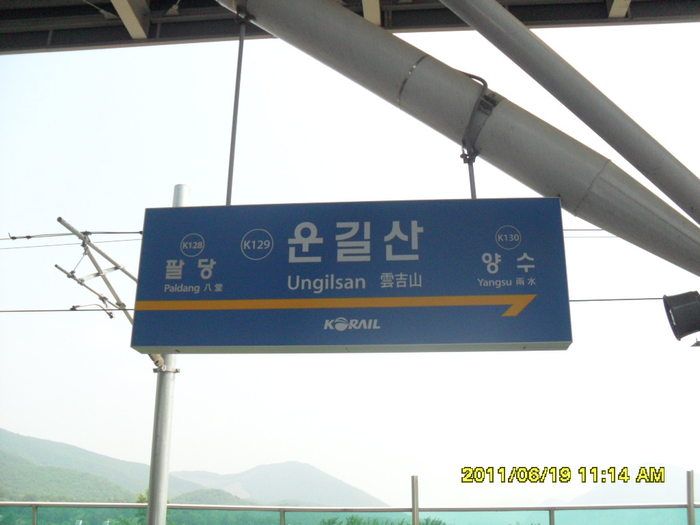 K128
팔당
Paldang 八堂
K129
운길산
Ungilsan 雲吉山
K130
양수
Yangsu 兩水
KORAIL
2011/06/19 11:14 AM